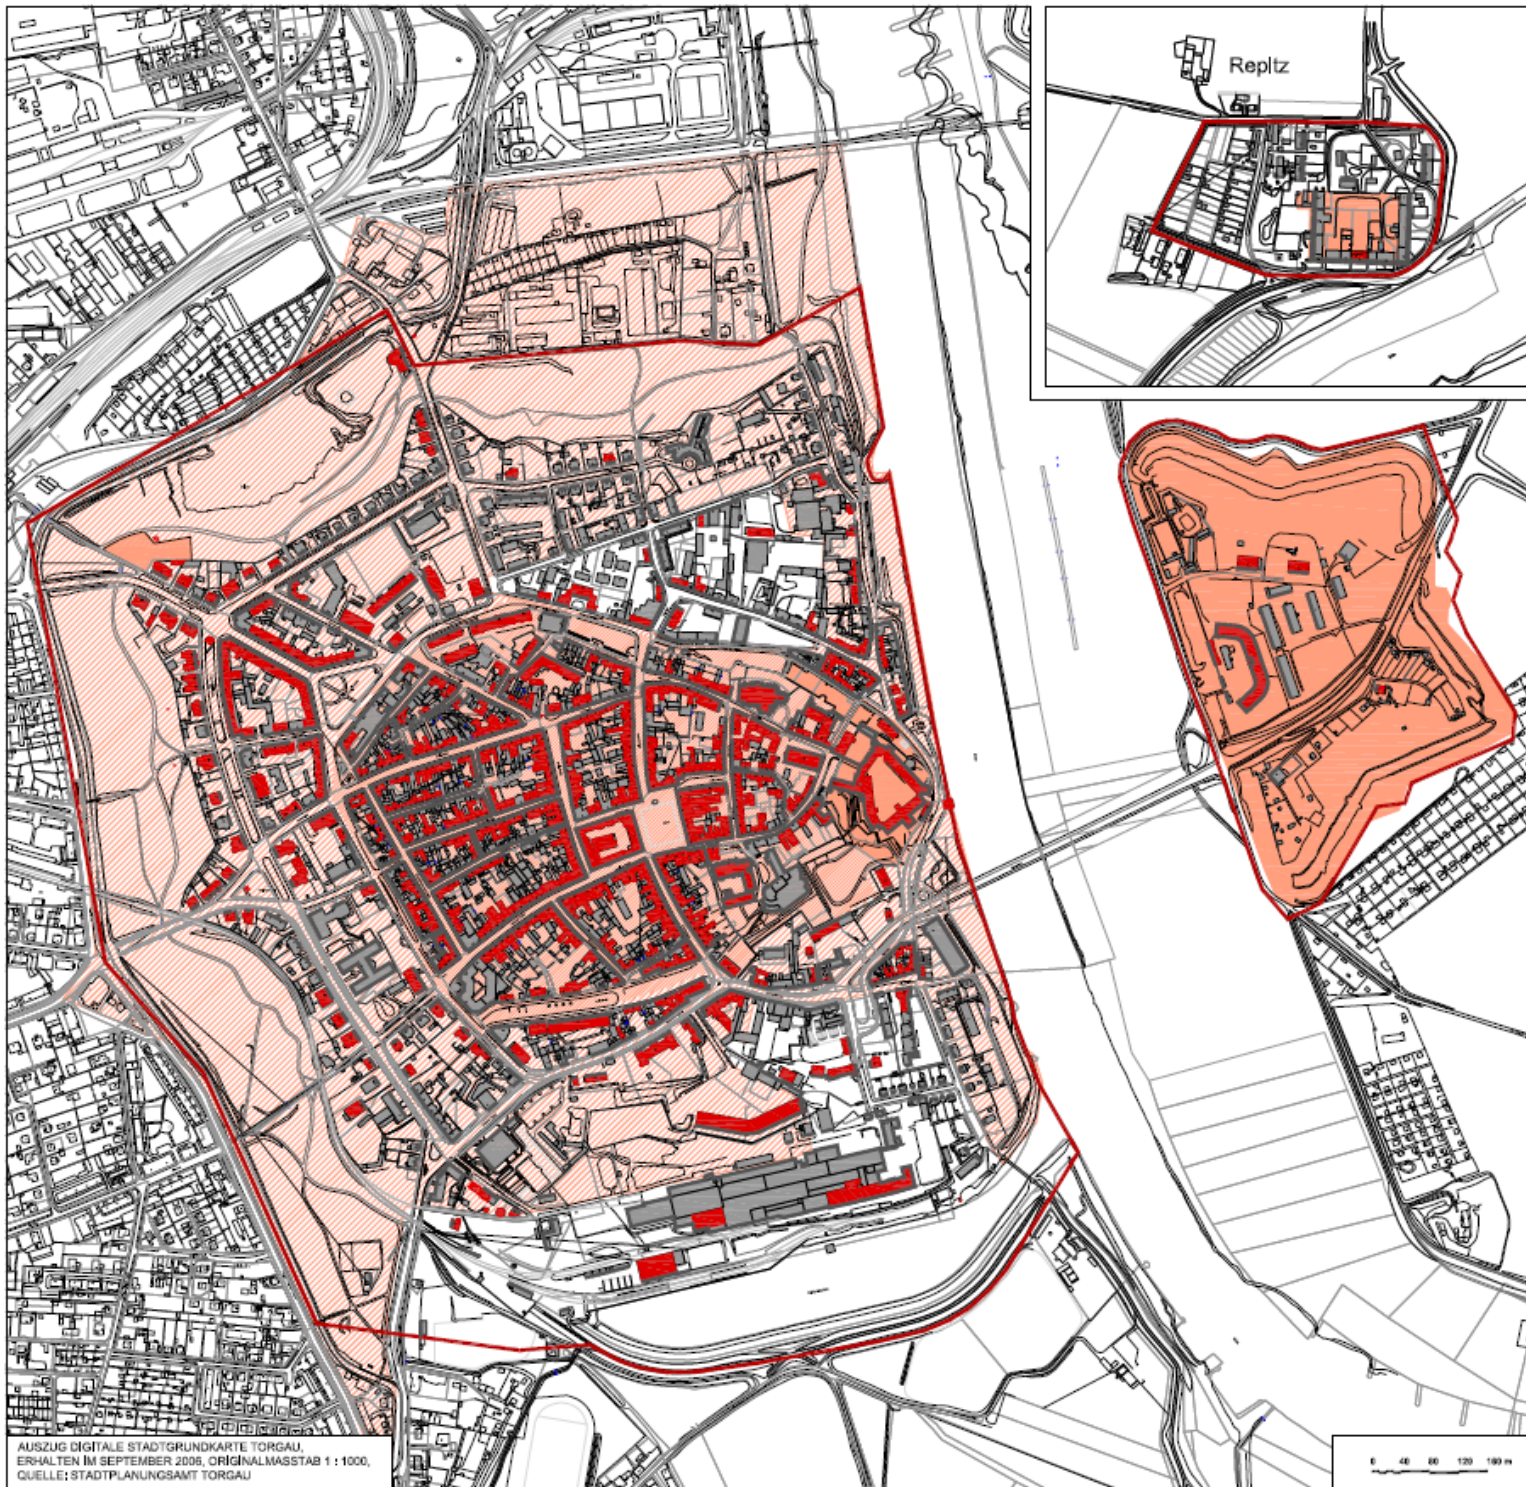 Repitz
AUSZUG DIGITALE STADTGRUNDKARTE TORGAU,
ERHALTEN IM SEPTEMBER 2006, ORIGINALMASSTAB 1 : 1000,
QUELLE: STADTPLANUNGSAMT TORGAU
0 40 80 120 160 m